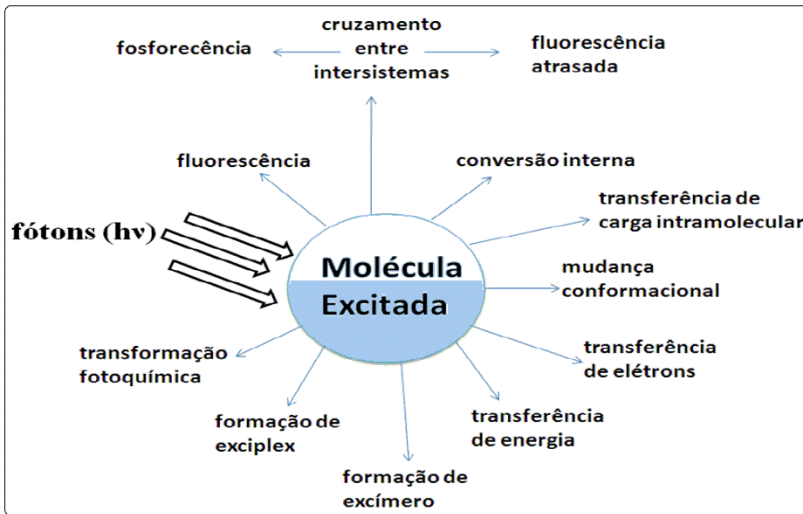 cruzamento
entre
intersistemas
fosforecência
fluorescência
atrasada
fluorescência
conversão interna
transferência de
carga intramolecular
fótons (hν)
Molécula
Excitada
mudança
conformacional
transformação
fotoquímica
transferência
de elétrons
formação de
exciplex
transferência
de energia
formação de
excímero